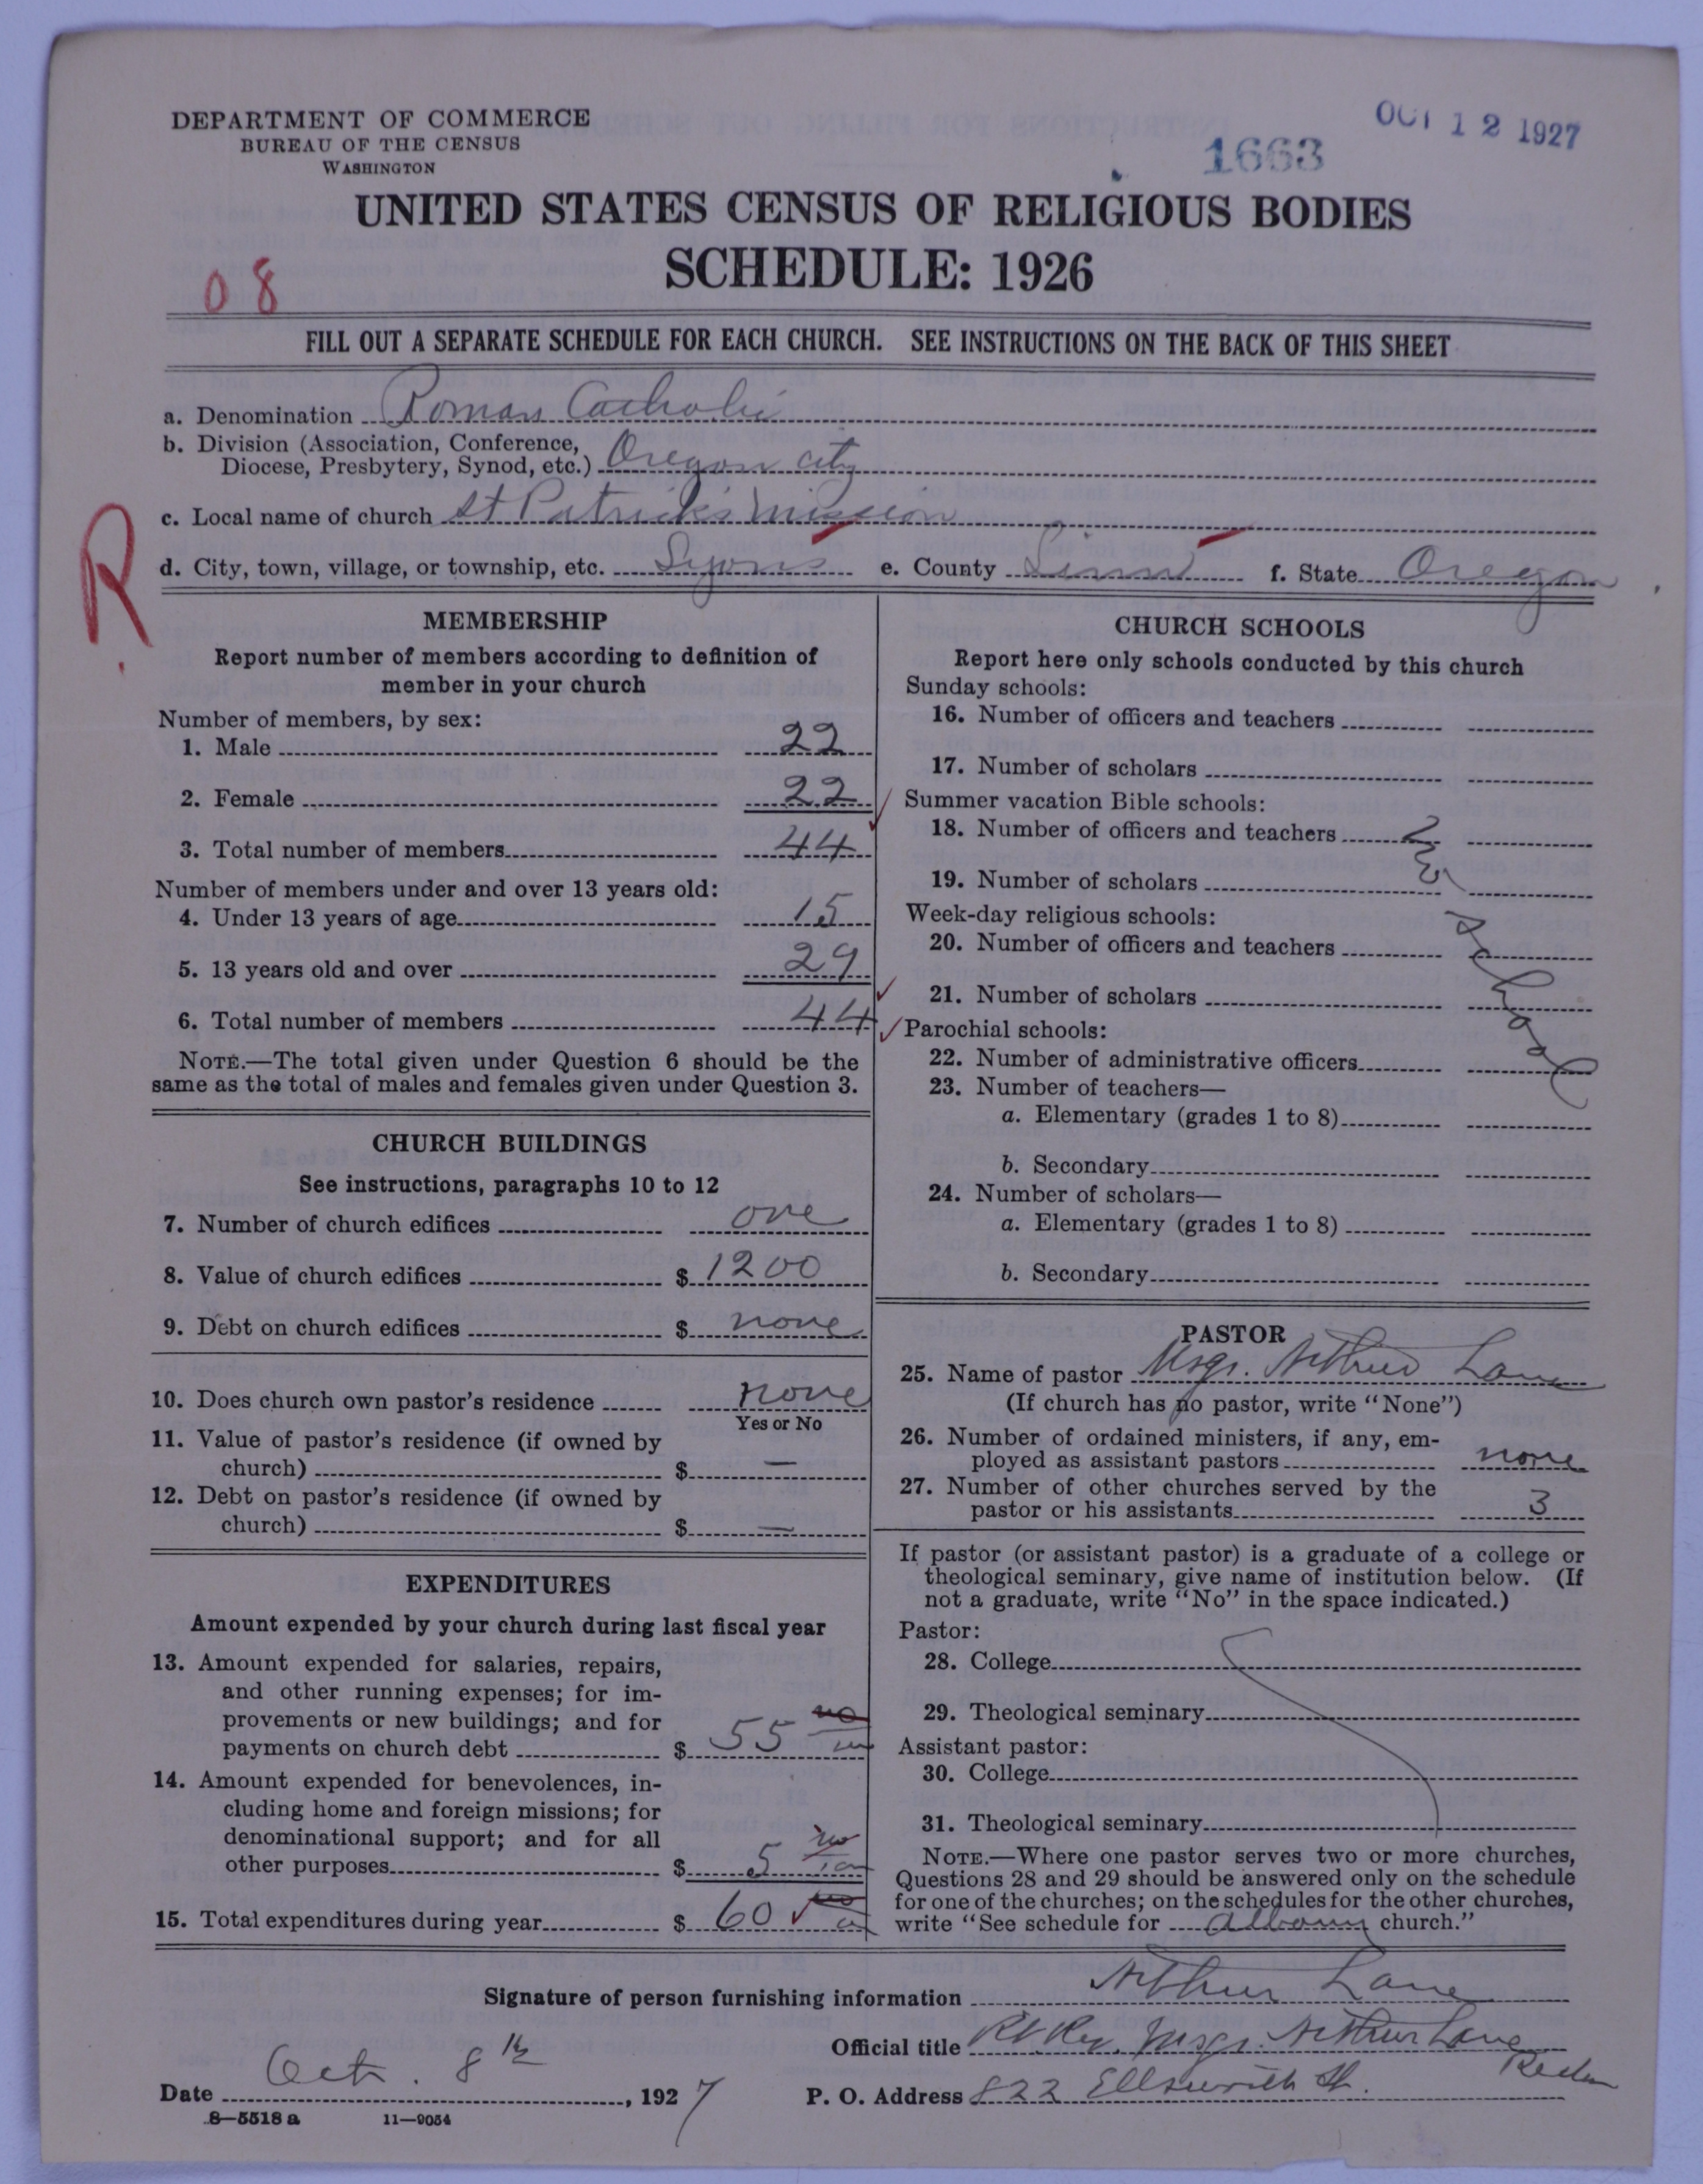 DEPARTMENT OF COMMERCE
BUREAU OF THE CENSUS
WASHINGTON
OCT 12 1927
1663
UNITED STATES CENSUS OF RELIGIOUS BODIES
SCHEDULE: 1926
08
FILL OUT A SEPARATE SCHEDULE FOR EACH CHURCH. SEE INSTRUCTIONS ON THE BACK OF THIS SHEET
a. Denomination Roman Catholic
b. Division (Association, Conference,
Diocese, Presbytery, Synod, etc.) Oregon City
c. Local name of church St Patrick's Mission
R
d. City, town, village, or township, etc. Lyons e. County Linn f. State Oregon
MEMBERSHIP
Report number of members according to definition of
member in your church
Number of members, by sex:
1. Male 22
2. Female 22
3. Total number of members 44
Number of members under and over 13 years old:
4. Under 13 years of age 15
5. 13 years old and over 29
6. Total number of members 44
NOTE.—The total given under Question 6 should be the
same as the total of males and females given under Question 3.
CHURCH BUILDINGS
See instructions, paragraphs 10 to 12
7. Number of church edifices one
8. Value of church edifices $ 1200
9. Debt on church edifices $ none
10. Does church own pastor's residence none
Yes or No
11. Value of pastor's residence (if owned by
church) $ —
12. Debt on pastor's residence (if owned by
church) $ —
EXPENDITURES
Amount expended by your church during last fiscal year
13. Amount expended for salaries, repairs,
and other running expenses; for im-
provements or new buildings; and for
payments on church debt $ 55
14. Amount expended for benevolences, in-
cluding home and foreign missions; for
denominational support; and for all
other purposes $ 5
15. Total expenditures during year $ 60
CHURCH SCHOOLS
Report here only schools conducted by this church
Sunday schools:
16. Number of officers and teachers
17. Number of scholars
Summer vacation Bible schools:
18. Number of officers and teachers
19. Number of scholars
Week-day religious schools:
20. Number of officers and teachers
21. Number of scholars
Parochial schools:
22. Number of administrative officers
23. Number of teachers—
a. Elementary (grades 1 to 8)
b. Secondary
24. Number of scholars—
a. Elementary (grades 1 to 8)
b. Secondary
PASTOR
25. Name of pastor Msgr. Arthur Lane
(If church has no pastor, write "None")
26. Number of ordained ministers, if any, em-
ployed as assistant pastors none
27. Number of other churches served by the
pastor or his assistants 3
If pastor (or assistant pastor) is a graduate of a college or
theological seminary, give name of institution below. (If
not a graduate, write "No" in the space indicated.)
Pastor:
28. College
29. Theological seminary
Assistant pastor:
30. College
31. Theological seminary
NOTE.—Where one pastor serves two or more churches,
Questions 28 and 29 should be answered only on the schedule
for one of the churches; on the schedules for the other churches,
write "See schedule for Albany church."
Signature of person furnishing information Arthur Lane
Official title Rt Rev. Msgr. Arthur Lane
Date Oct. 8th, 1927 P. O. Address 822 Ellsworth St.
8—5518 a 11—9054